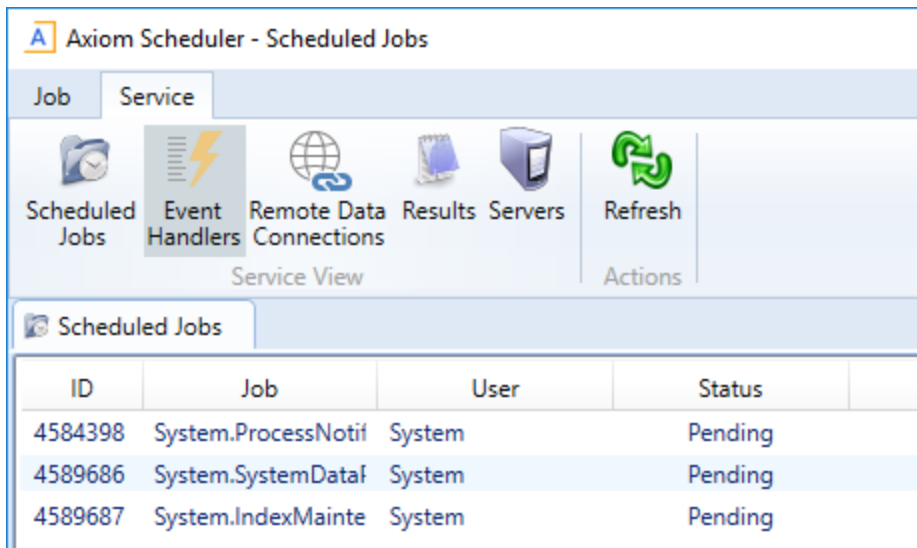 A Axiom Scheduler - Scheduled Jobs
Job Service
Scheduled Jobs
Event Handlers
Remote Data Connections
Results
Servers
Refresh
Service View Actions
Scheduled Jobs
ID Job User Status
4584398 System.ProcessNotif System Pending
4589686 System.SystemData System Pending
4589687 System.IndexMainte System Pending